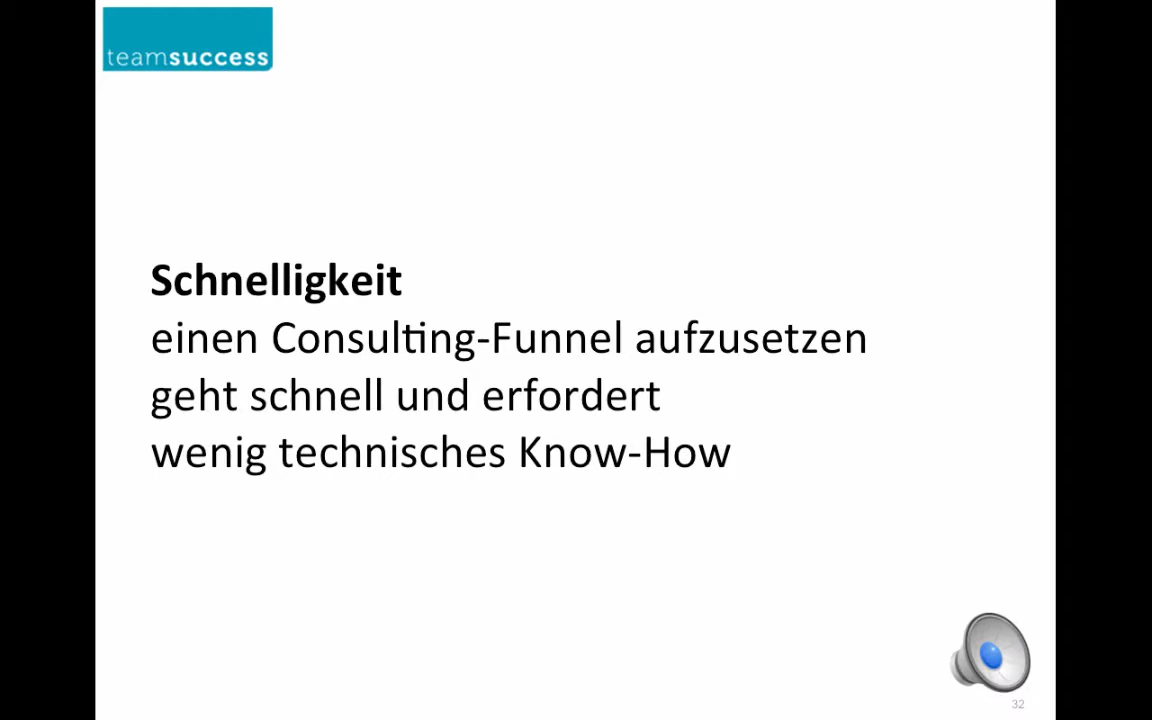 teamsuccess
Schnelligkeit
einen Consulting-Funnel aufzusetzen
geht schnell und erfordert
wenig technisches Know-How
32